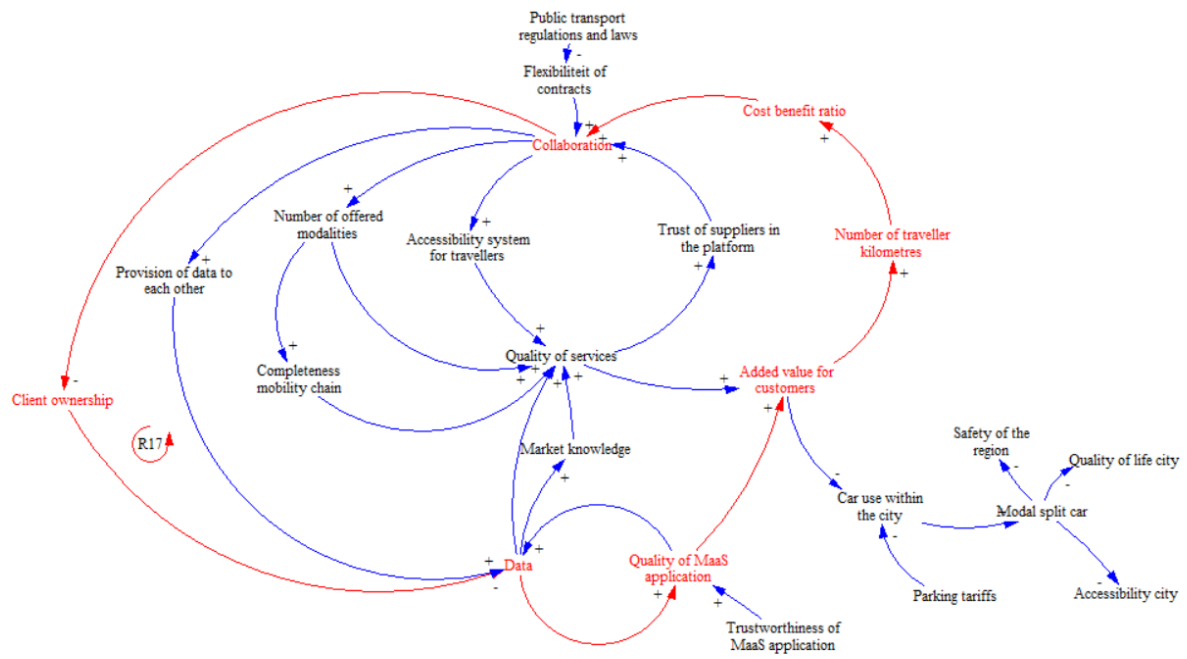 Public transport
regulations and laws
-
Flexibiliteit of
contracts
+
+
Cost benefit ratio
+
Collaboration
+
+
Number of offered
modalities
+
Accessibility system
for travellers
Trust of suppliers in
the platform
+
Number of traveller
kilometres
+
+
Provision of data to
each other
+
+
Quality of services
+
Completeness
mobility chain
+
+
+
+
+
Added value for
customers
+
-
Client ownership
R17
Market knowledge
+
Safety of the
region
-
Quality of life city
-
-
Car use within
the city
-
Modal split car
+
-
Data
+
Quality of MaaS
application
+
+
Parking tariffs
-
Accessibility city
Trustworthiness of
MaaS application